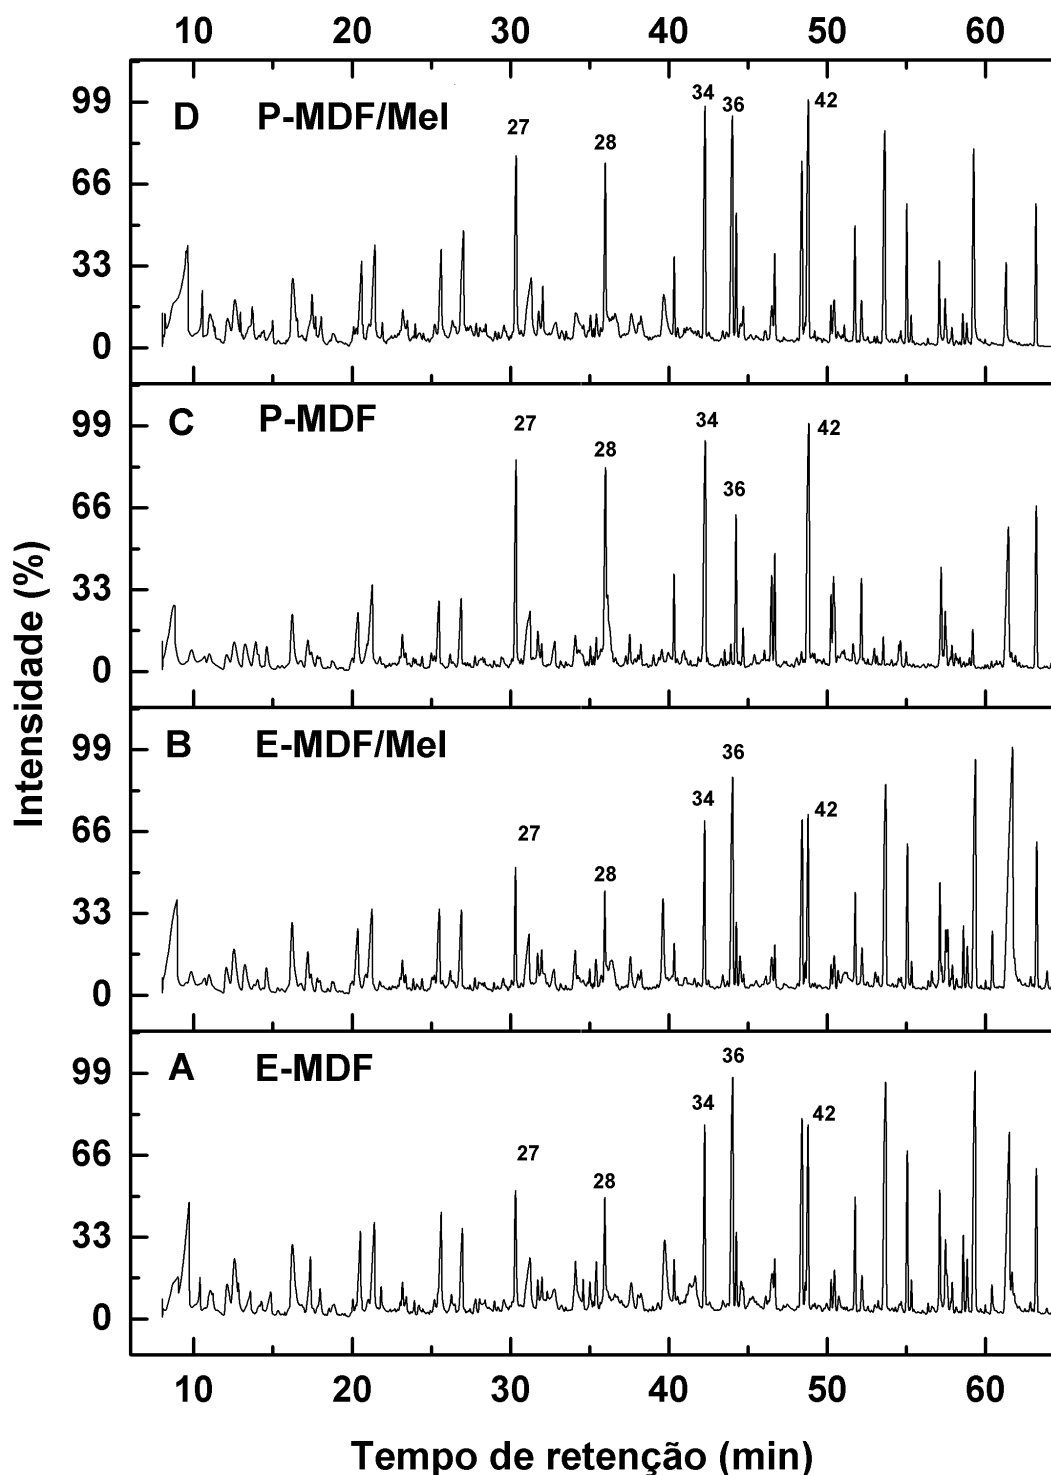 10 20 30 40 50 60
99 D P-MDF/Mel 27 28 34 36 42
66
33
0
99 C P-MDF 27 28 34 36 42
66
33
0
99 B E-MDF/Mel 27 28 34 36 42
66
33
0
99 A E-MDF 27 28 34 36 42
66
33
0
10 20 30 40 50 60
Intensidade (%)
Tempo de retenção (min)